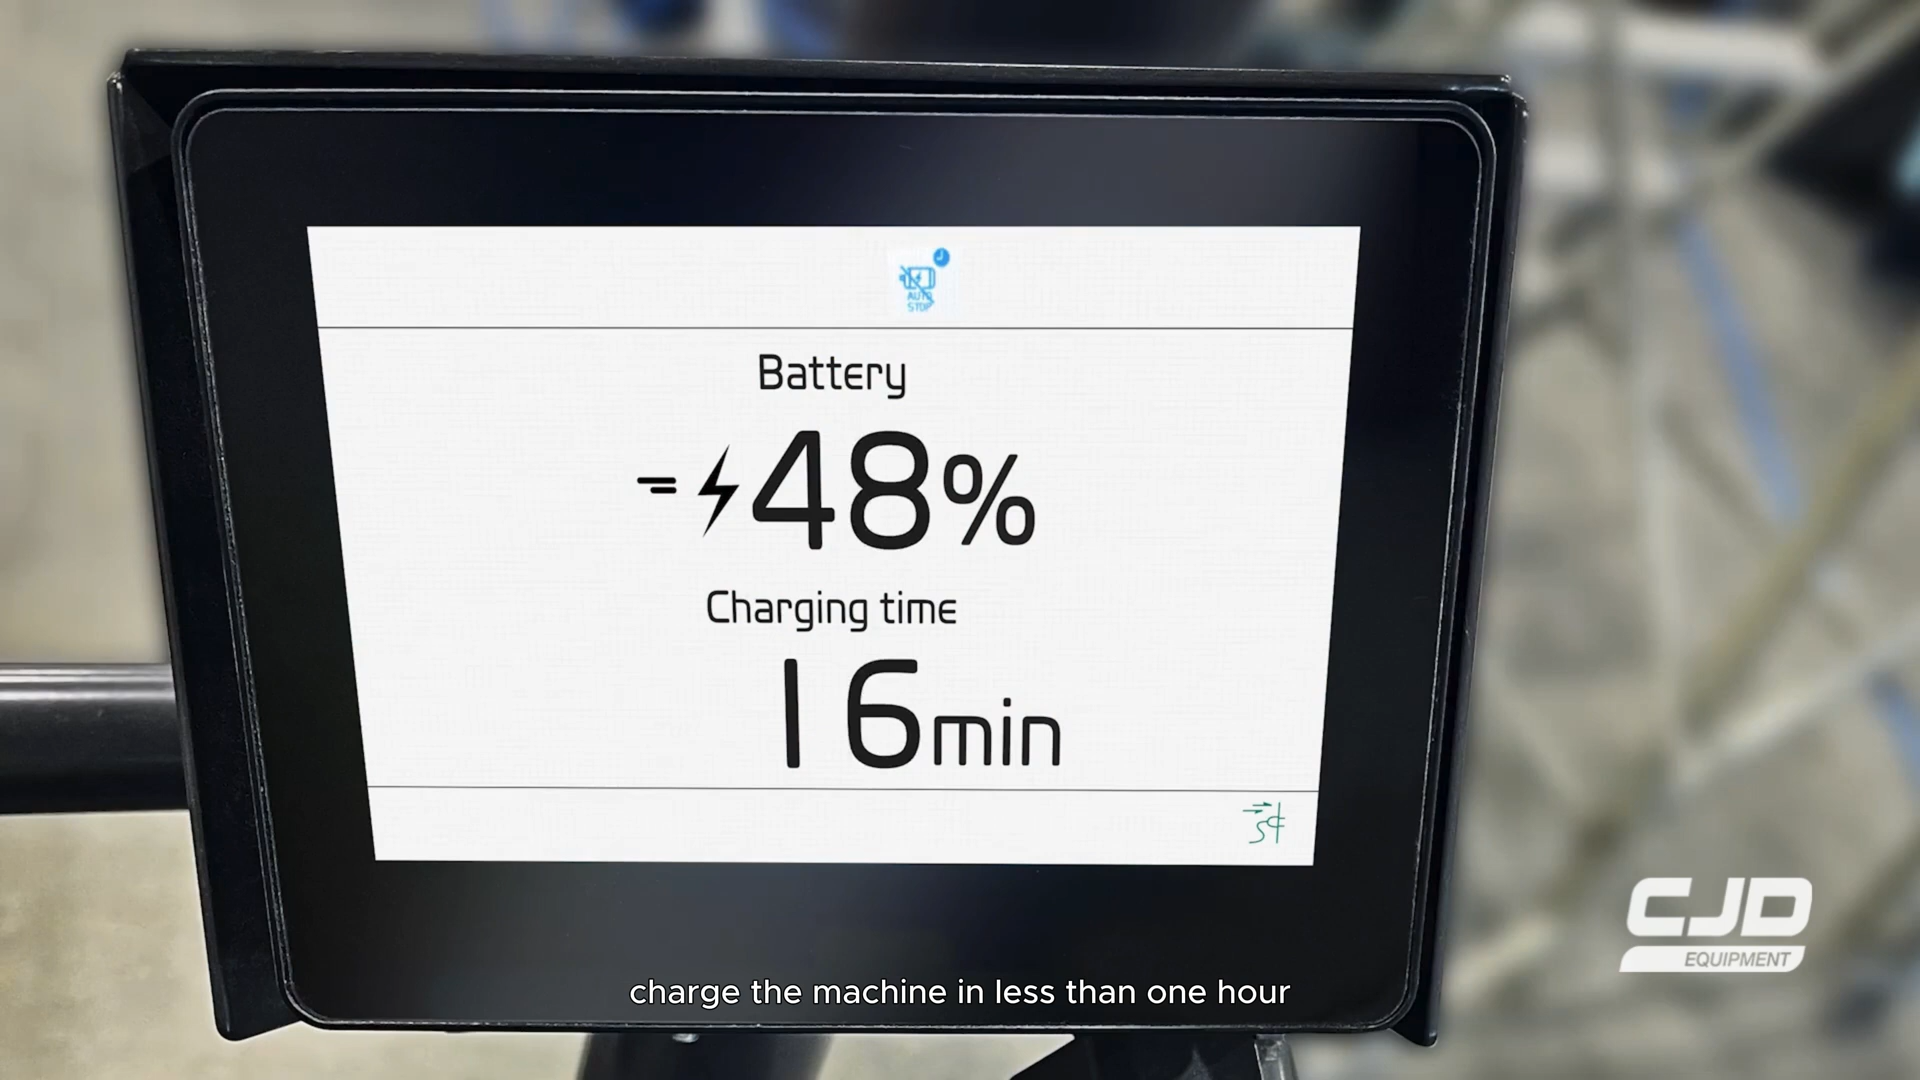 AUTO
STOP
Battery
48%
Charging time
16min
CJD
EQUIPMENT
charge the machine in less than one hour